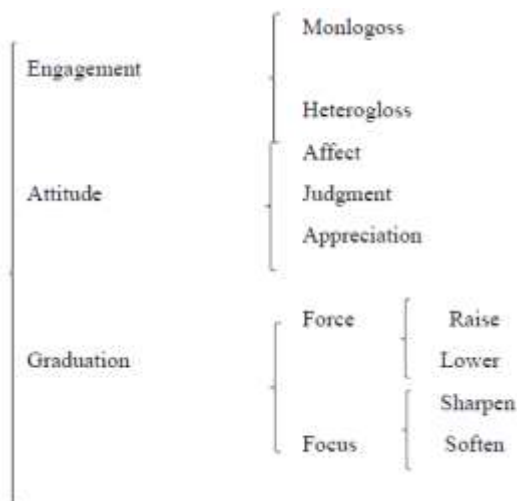 Monlogoss
Engagement
Heterogloss
Affect
Attitude
Judgment
Appreciation
Force
Raise
Graduation
Lower
Sharpen
Focus
Soften